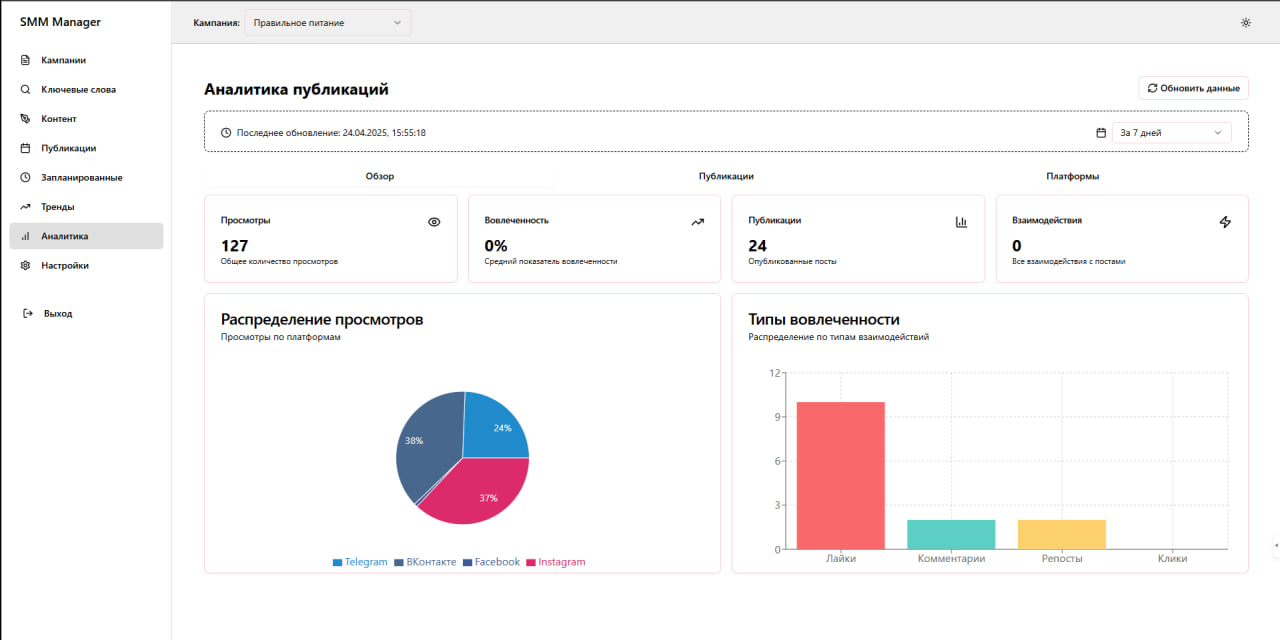 SMM Manager
Кампания:
Правильное питание
Кампании
Ключевые слова
Контент
Публикации
Запланированные
Тренды
Аналитика
Настройки
Выход
Аналитика публикаций
Обновить данные
Последнее обновление: 24.04.2025, 15:55:18
За 7 дней
Обзор
Публикации
Платформы
Просмотры
127
Общее количество просмотров
Вовлеченность
0%
Средний показатель вовлеченности
Публикации
24
Опубликованные посты
Взаимодействия
0
Все взаимодействия с постами
Распределение просмотров
Просмотры по платформам
24%
38%
37%
Telegram
ВКонтакте
Facebook
Instagram
Типы вовлеченности
Распределение по типам взаимодействий
12
9
6
3
0
Лайки
Комментарии
Репосты
Клики